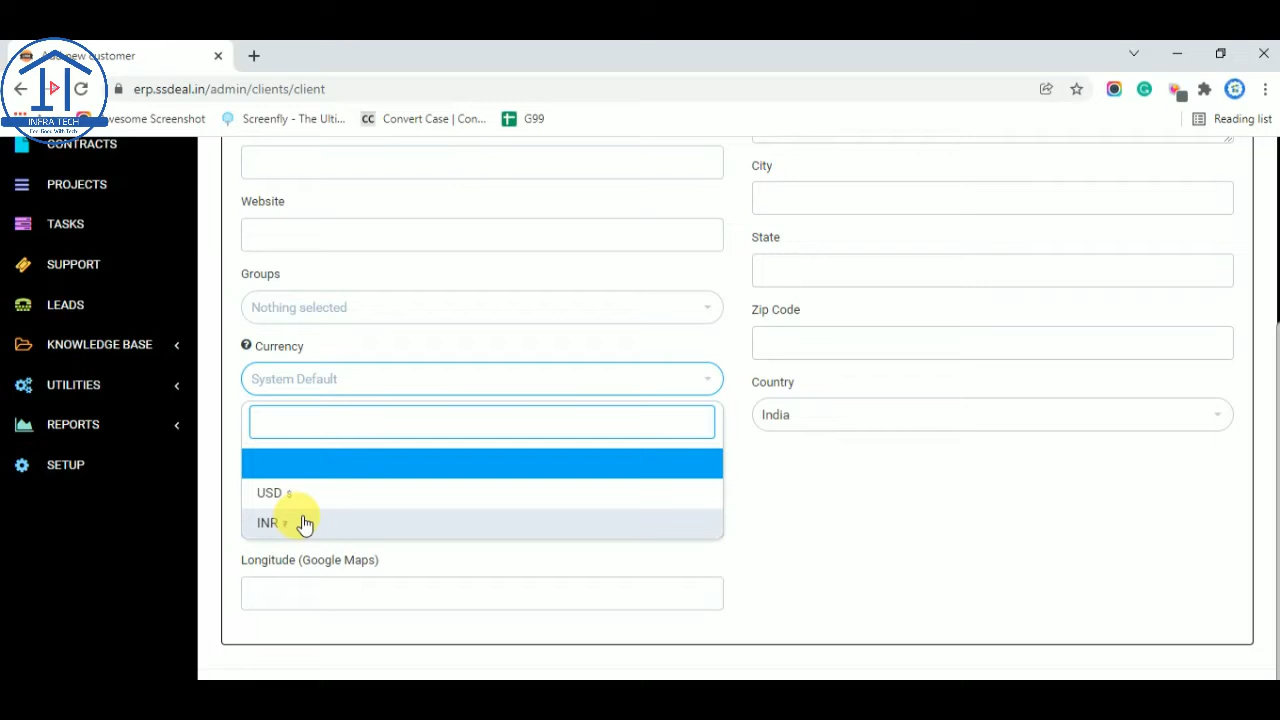 Add new customer
erp.ssdeal.in/admin/clients/client
INFRA TECH
Awesome Screenshot
Screenfly - The Ulti...
CC Convert Case | Con...
G99
Reading list
CONTRACTS
PROJECTS
TASKS
SUPPORT
LEADS
KNOWLEDGE BASE
UTILITIES
REPORTS
SETUP
Website
Groups
Nothing selected
Currency
System Default
USD $
INR ₹
Longitude (Google Maps)
City
State
Zip Code
Country
India